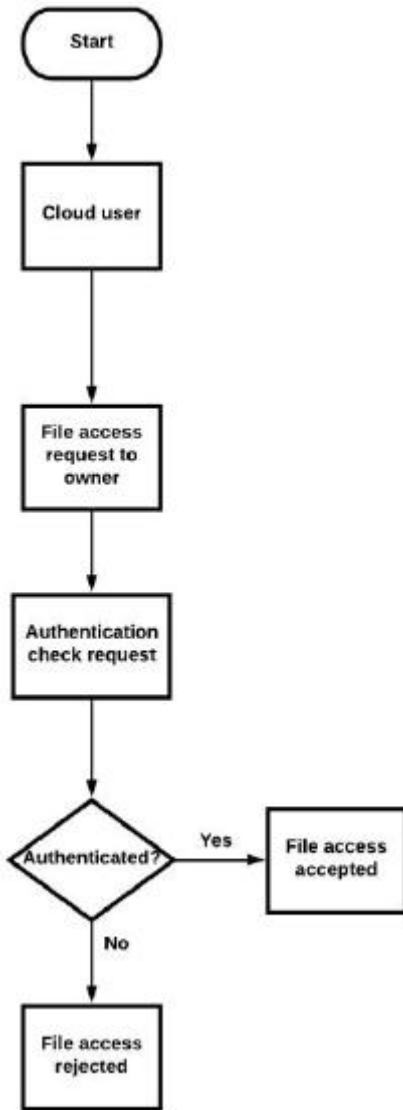 Start
Cloud user
File access
request to
owner
Authentication
check request
Authenticated?
Yes
File access
accepted
No
File access
rejected